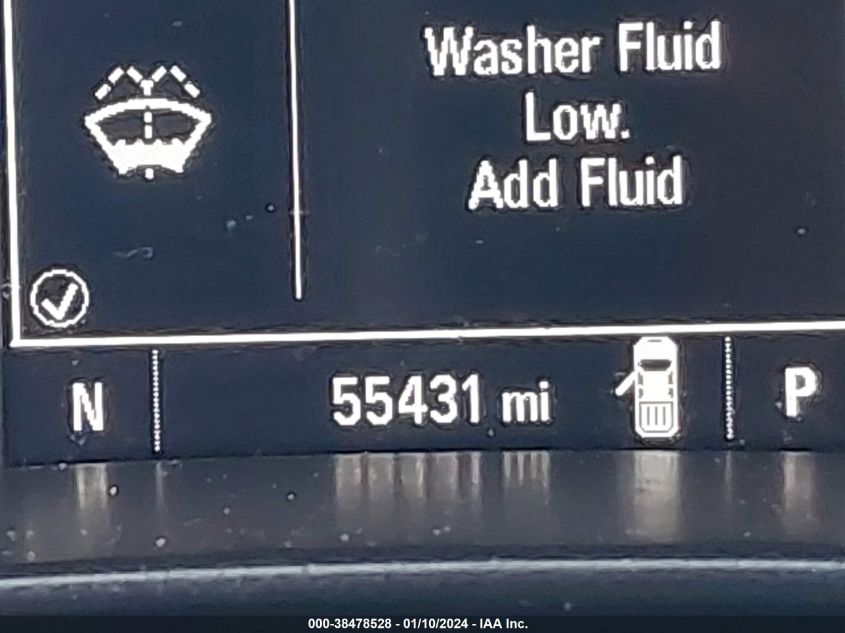 Washer Fluid
Low.
Add Fluid
N 55431 mi P
000-38478528 - 01/10/2024 - IAA Inc.